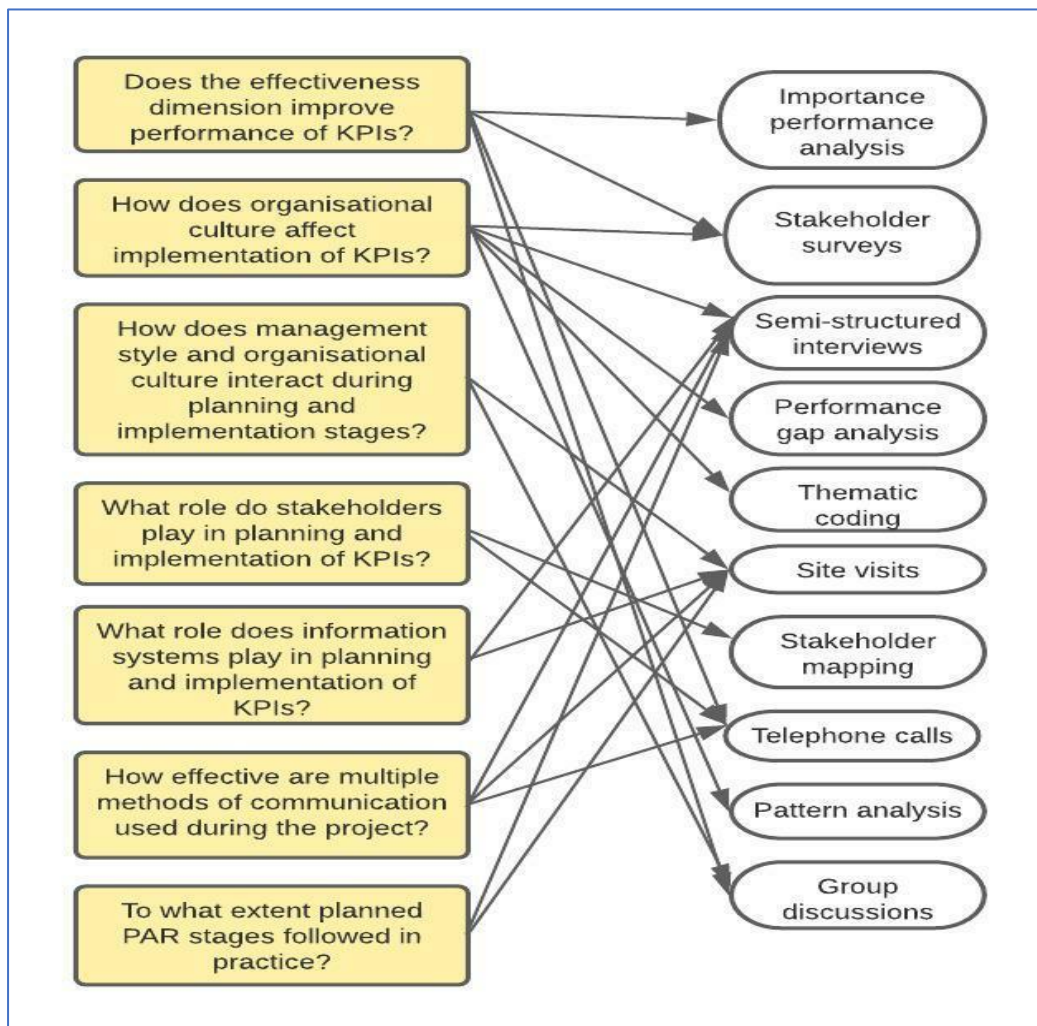 Does the effectiveness
dimension improve
performance of KPIs?
How does organisational
culture affect
implementation of KPIs?
How does management
style and organisational
culture interact during
planning and
implementation stages?
What role do stakeholders
play in planning and
implementation of KPIs?
What role does information
systems play in planning
and implementation of
KPIs?
How effective are multiple
methods of communication
used during the project?
To what extent planned
PAR stages followed in
practice?
Importance
performance
analysis
Stakeholder
surveys
Semi-structured
interviews
Performance
gap analysis
Thematic
coding
Site visits
Stakeholder
mapping
Telephone calls
Pattern analysis
Group
discussions